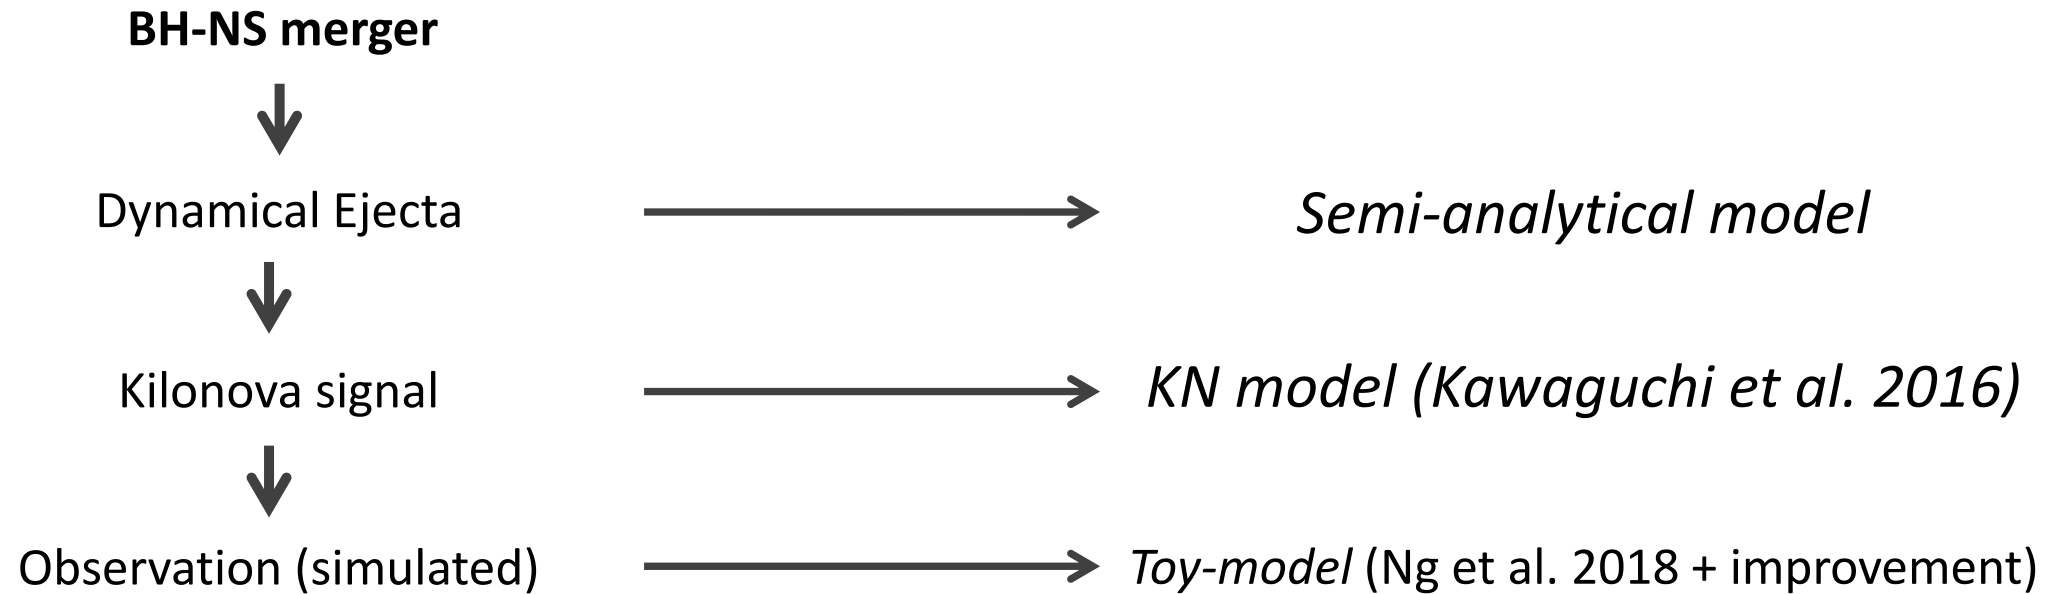 BH-NS merger
Dynamical Ejecta
Semi-analytical model
Kilonova signal
KN model (Kawaguchi et al. 2016)
Observation (simulated)
Toy-model (Ng et al. 2018 + improvement)